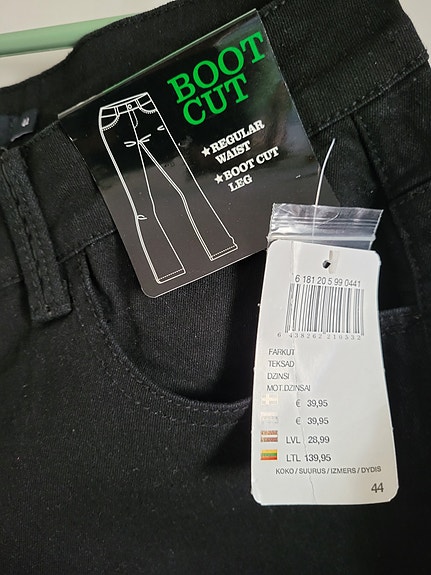 BOOT
CUT
★ REGULAR
WAIST
★ BOOT CUT
LEG
6 181 20 5 99 0441
6 438262 216532
FARKUT
TEKSAD
DZINSI
MOT.DZINSAI
€ 39,95
€ 39,95
LVL 28,99
LTL 139,95
KOKO / SUURUS / IZMERS / DYDIS
44